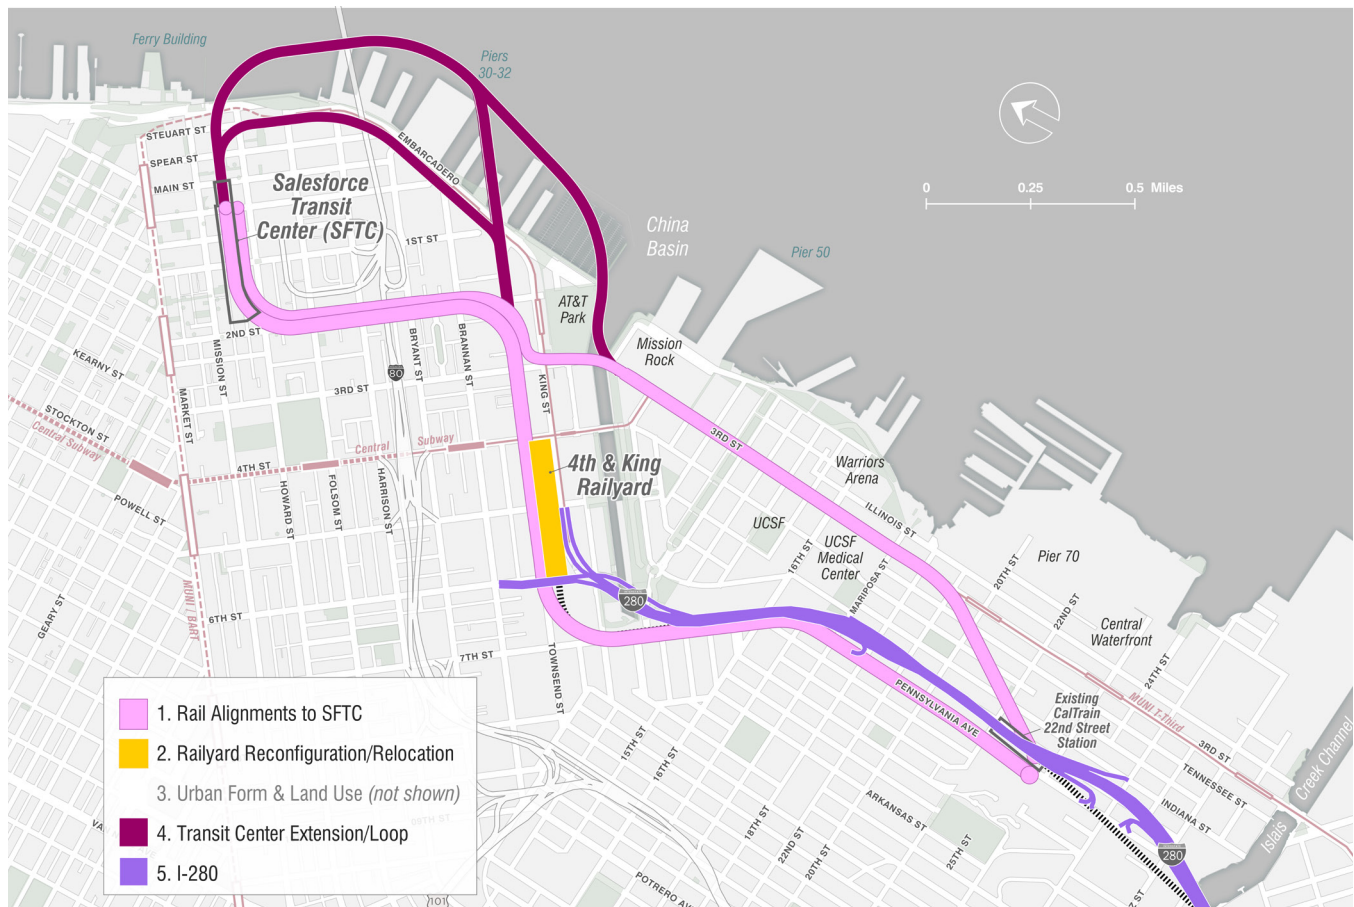 Ferry Building
Piers
30-32
STEUART ST
SPEAR ST
MAIN ST
EMBARCADERO
Salesforce
Transit
Center (SFTC)
1ST ST
China
Basin
Pier 50
0
0.25
0.5 Miles
AT&T
Park
Mission
Rock
2ND ST
3RD ST
KEARNY ST
STOCKTON ST
Central Subway
MISSION ST
MARKET ST
80
BRYANT ST
BRANNAN ST
KING ST
Central
Subway
4TH ST
4th & King
Railyard
3RD ST
Warriors
Arena
ILLINOIS ST
POWELL ST
HOWARD ST
FOLSOM ST
HARRISON ST
UCSF
UCSF
Medical
Center
16TH ST
MARIPOSA ST
20TH ST
Pier 70
22ND ST
Central
Waterfront
24TH ST
280
GEARY ST
MUNI / BART
6TH ST
7TH ST
TOWNSEND ST
PENNSYLVANIA AVE
Existing
CalTrain
22nd Street
Station
MUNI T-Third
3RD ST
TENNESSEE ST
INDIANA ST
Creek Channel
Islais
15TH ST
16TH ST
18TH ST
22ND ST
20TH ST
ARKANSAS ST
25TH ST
280
POTRERO AV
101
1. Rail Alignments to SFTC
2. Railyard Reconfiguration/Relocation
3. Urban Form & Land Use (not shown)
4. Transit Center Extension/Loop
5. I-280